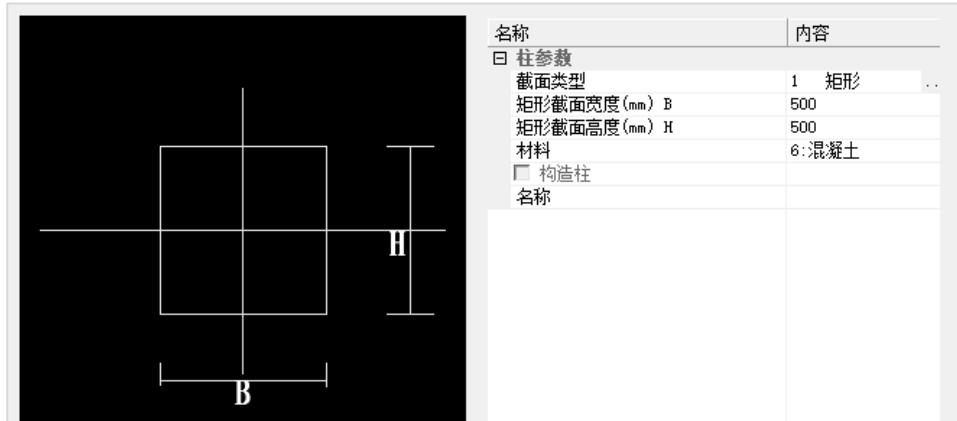 名称 内容
柱参数
截面类型 1 矩形 ..
矩形截面宽度(mm) B 500
矩形截面高度(mm) H 500
材料 6:混凝土
构造柱
名称
H
B